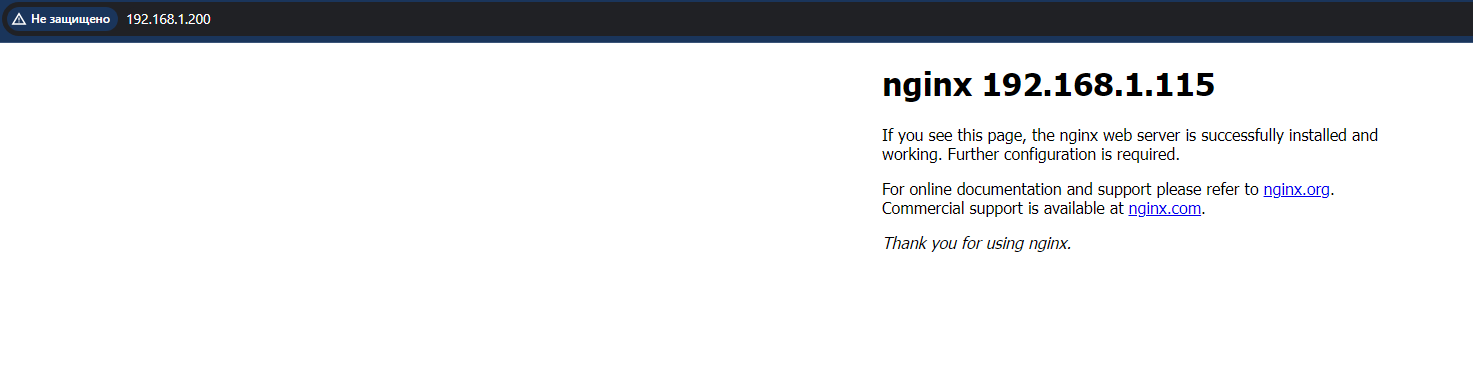 Не защищено 192.168.1.200
nginx 192.168.1.115
If you see this page, the nginx web server is successfully installed and
working. Further configuration is required.
For online documentation and support please refer to nginx.org.
Commercial support is available at nginx.com.
Thank you for using nginx.